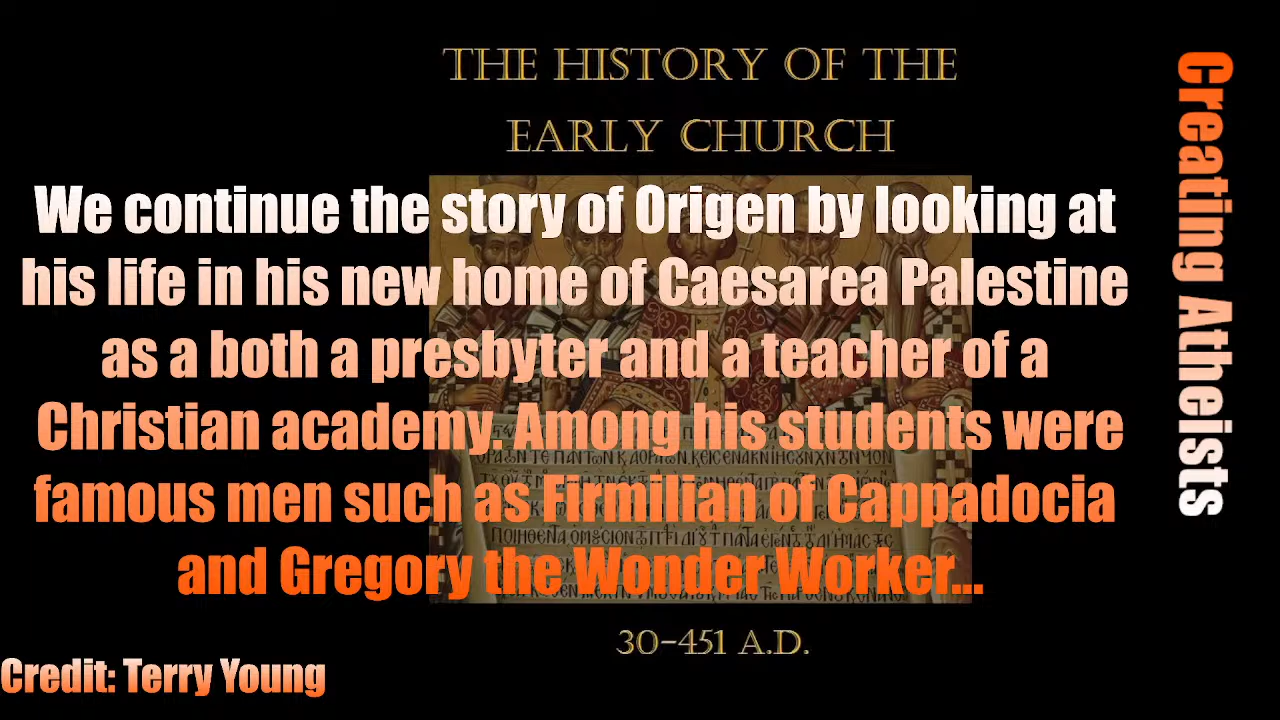 THE HISTORY OF THE
EARLY CHURCH
We continue the story of Origen by looking at
his life in his new home of Caesarea Palestine
as a both a presbyter and a teacher of a
Christian academy. Among his students were
famous men such as Firmilian of Cappadocia
and Gregory the Wonder Worker...
30-451 A.D.
Credit: Terry Young
Creating Atheists